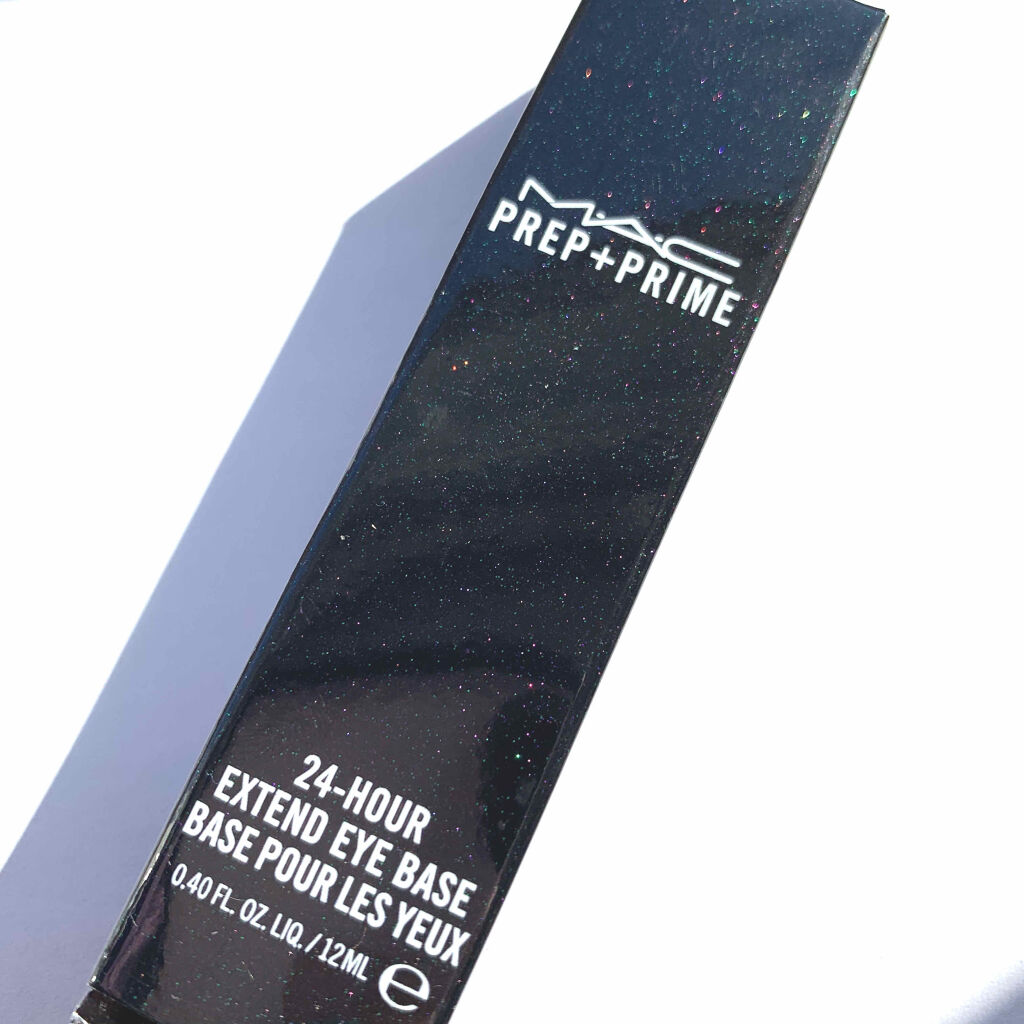 M·A·C
PREP+PRIME
24-HOUR
EXTEND EYE BASE
BASE POUR LES YEUX
0.40 FL. OZ. LIQ. / 12ML ℮